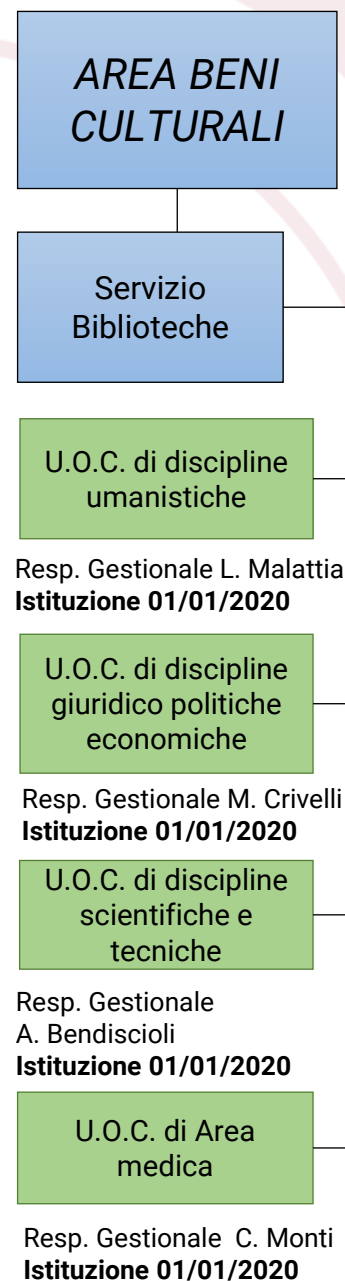 AREA BENI
CULTURALI
Servizio
Biblioteche
U.O.C. di discipline
umanistiche
Resp. Gestionale L. Malattia
Istituzione 01/01/2020
U.O.C. di discipline
giuridico politiche
economiche
Resp. Gestionale M. Crivelli
Istituzione 01/01/2020
U.O.C. di discipline
scientifiche e
tecniche
Resp. Gestionale
A. Bendiscioli
Istituzione 01/01/2020
U.O.C. di Area
medica
Resp. Gestionale C. Monti
Istituzione 01/01/2020